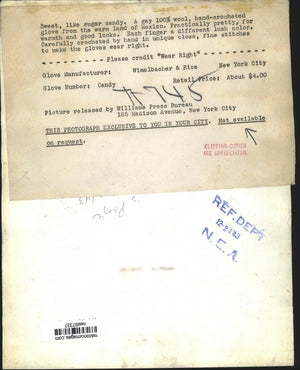 Sweet, like sugar candy. A gay 100% wool, hand-crocheted
glove from the warm land of Mexico. Practically pretty, for
warmth and good looks. Each finger a different lush color.
Carefully crocheted by hand in unique close, fine stitches
to make the gloves wear right.
- - - - - - - - Please credit "Wear Right" - - - - - - - -
Glove Manufacturer: Wimelbacher & Rice New York City
Glove Number: Candy Retail Price: About $4.00
Picture released by Williams Press Bureau
185 Madison Avenue, New York City
THIS PHOTOGRAPH EXCLUSIVE TO YOU IN YOUR CITY. Mat available
on request.
CLIPPING COPIES
ARE APPRECIATED.
REF. DEPT
N. E. A.
historicimages.com